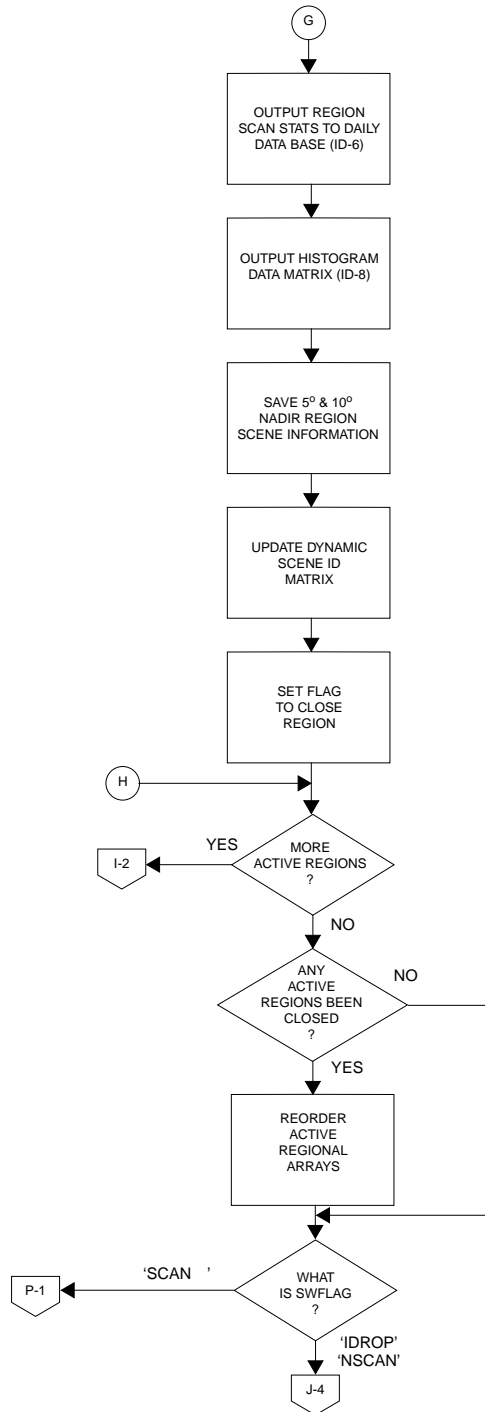 G
OUTPUT REGION
SCAN STATS TO DAILY
DATA BASE (ID-6)
OUTPUT HISTOGRAM
DATA MATRIX (ID-8)
SAVE 5º & 10º
NADIR REGION
SCENE INFORMATION
UPDATE DYNAMIC
SCENE ID
MATRIX
SET FLAG
TO CLOSE
REGION
H
YES
MORE
ACTIVE REGIONS
?
I-2
NO
ANY
ACTIVE
REGIONS BEEN
CLOSED
?
NO
YES
REORDER
ACTIVE
REGIONAL
ARRAYS
‘SCAN ’
WHAT
IS SWFLAG
?
P-1
‘IDROP’
‘NSCAN’
J-4